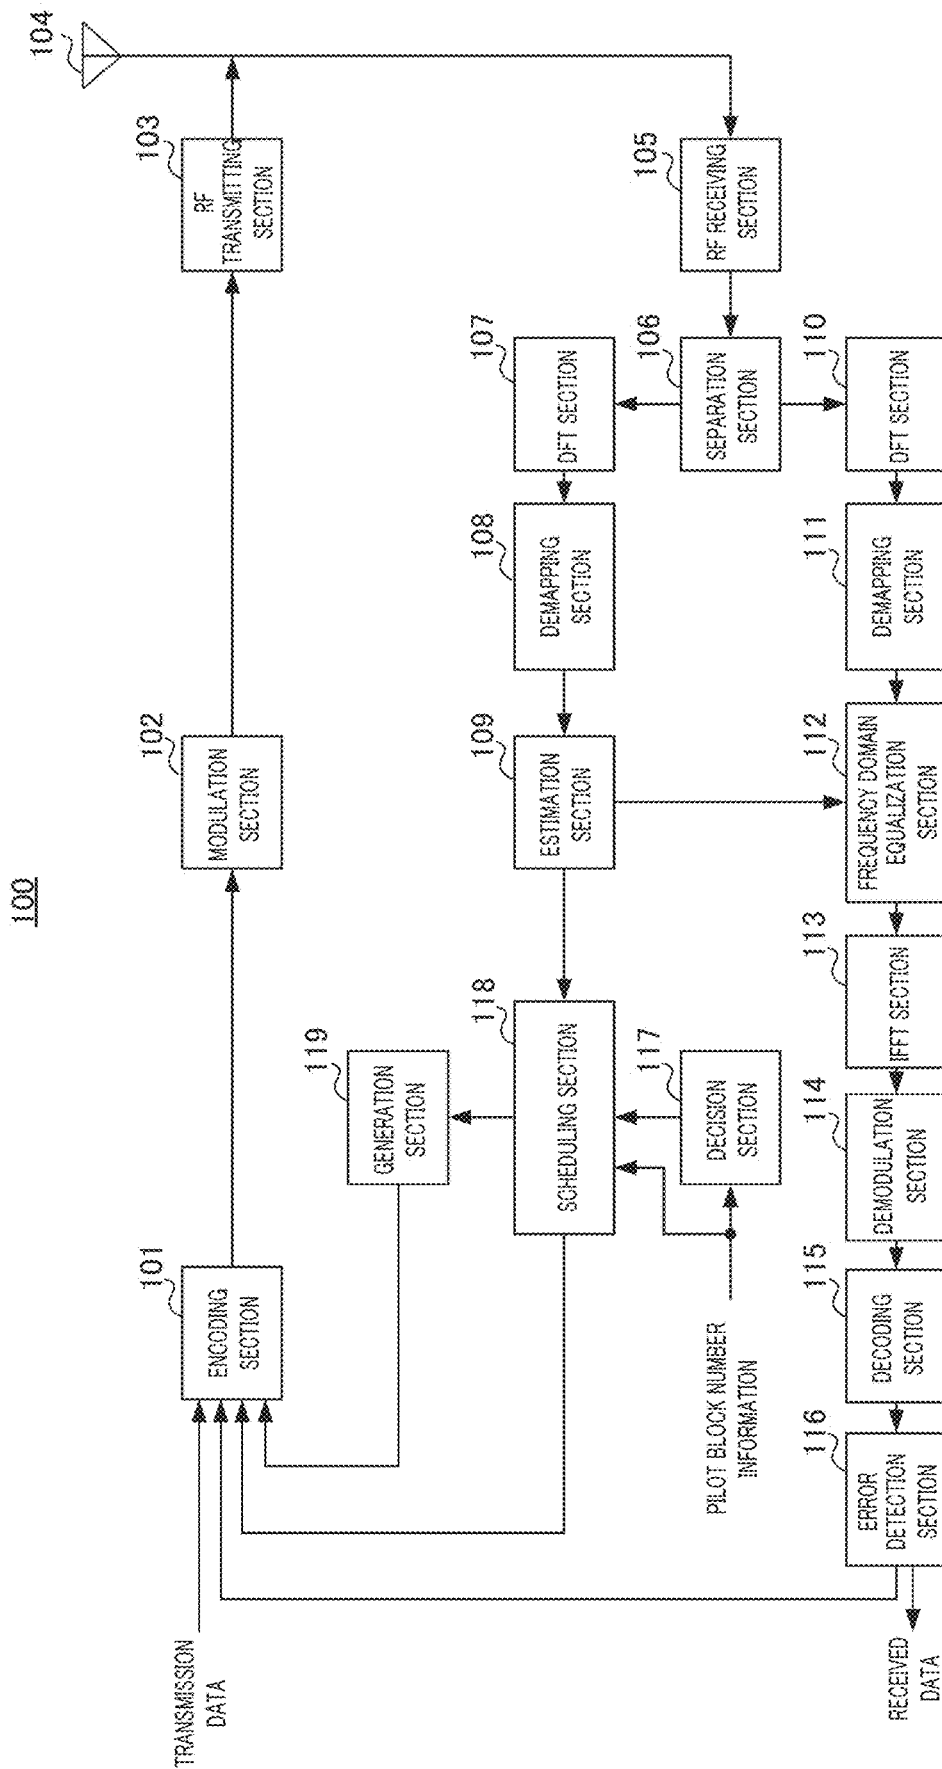 100
TRANSMISSION
DATA
101
ENCODING
SECTION
102
MODULATION
SECTION
103
RF
TRANSMITTING
SECTION
104
119
GENERATION
SECTION
118
SCHEDULING SECTION
109
ESTIMATION
SECTION
108
DEMAPPING
SECTION
107
DFT SECTION
PILOT BLOCK NUMBER
INFORMATION
117
DECISION
SECTION
106
SEPARATION
SECTION
105
RF RECEIVING
SECTION
RECEIVED
DATA
116
ERROR
DETECTION
SECTION
115
DECODING
SECTION
114
DEMODULATION
SECTION
113
IFFT SECTION
112
FREQUENCY DOMAIN
EQUALIZATION
SECTION
111
DEMAPPING
SECTION
110
DFT SECTION